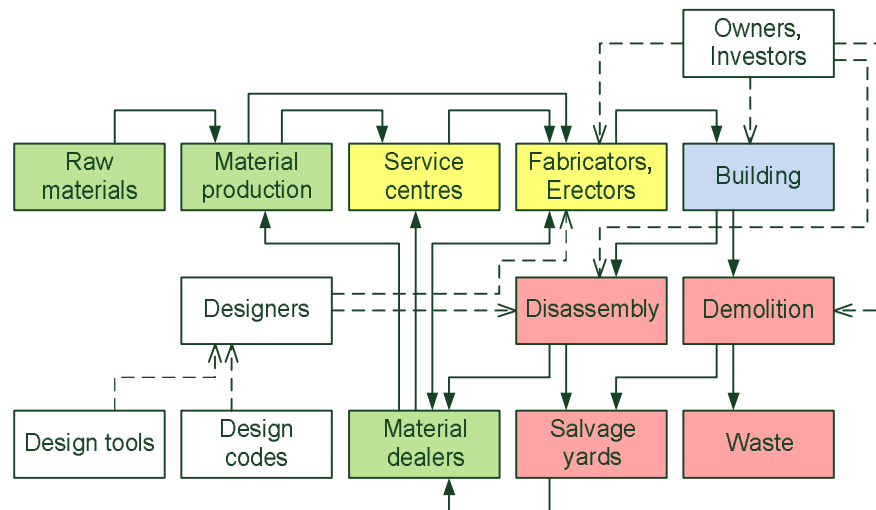 Owners,
Investors
Raw
materials
Material
production
Service
centres
Fabricators,
Erectors
Building
Designers
Disassembly
Demolition
Design tools
Design
codes
Material
dealers
Salvage
yards
Waste